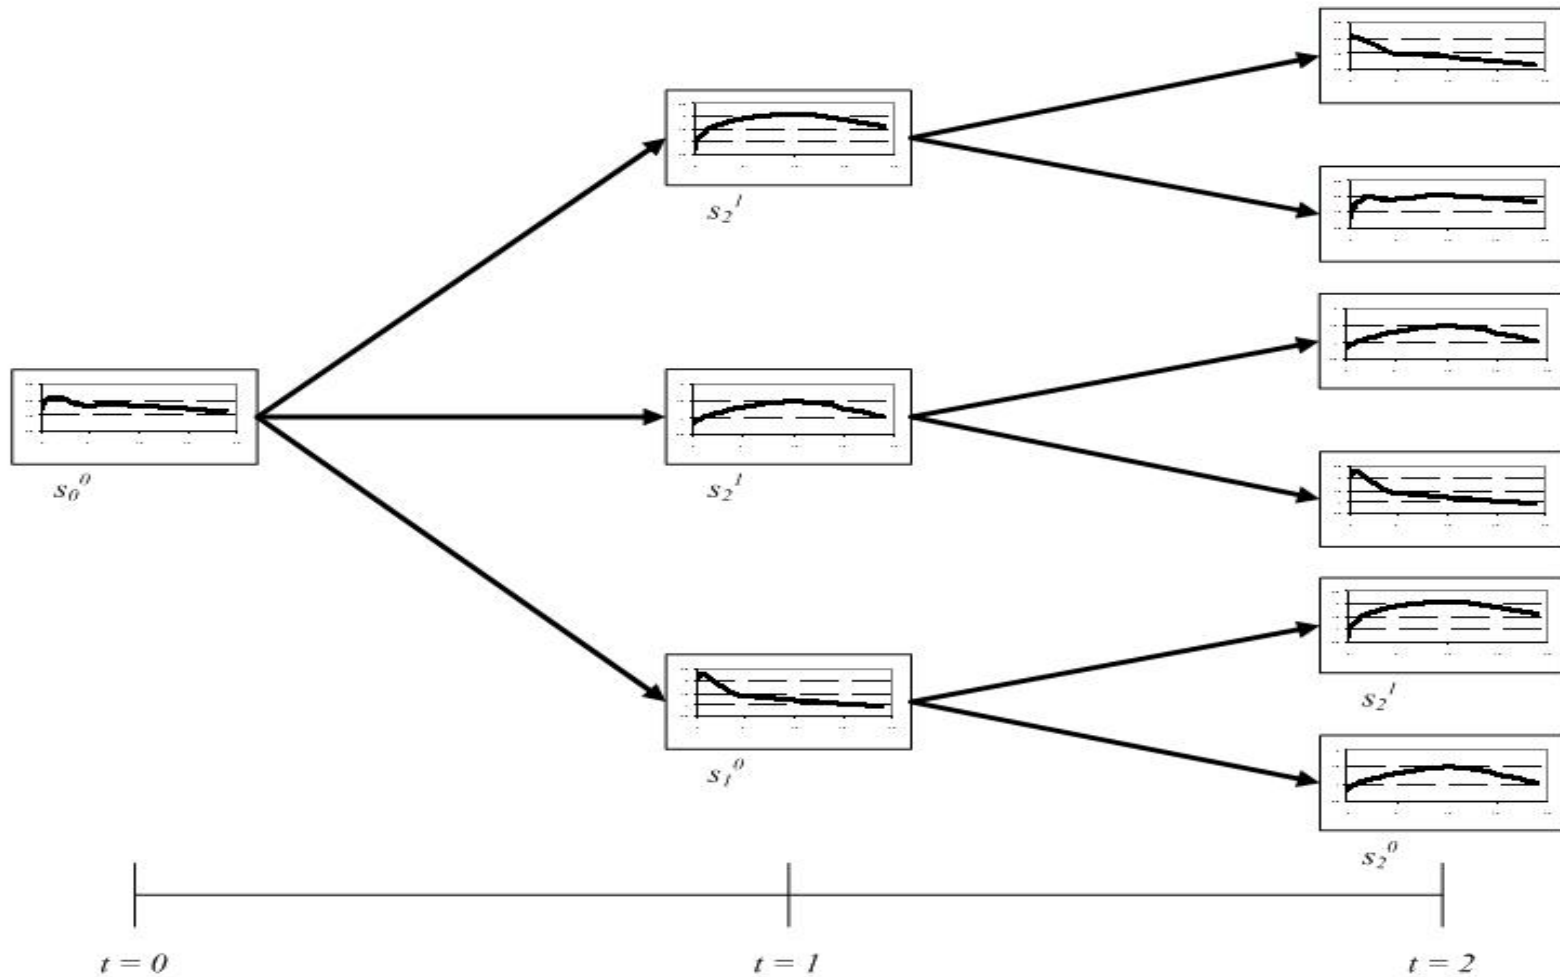 s₂¹
s₀⁰
s₂¹
s₂¹
s₁⁰
s₂⁰
t = 0
t = 1
t = 2